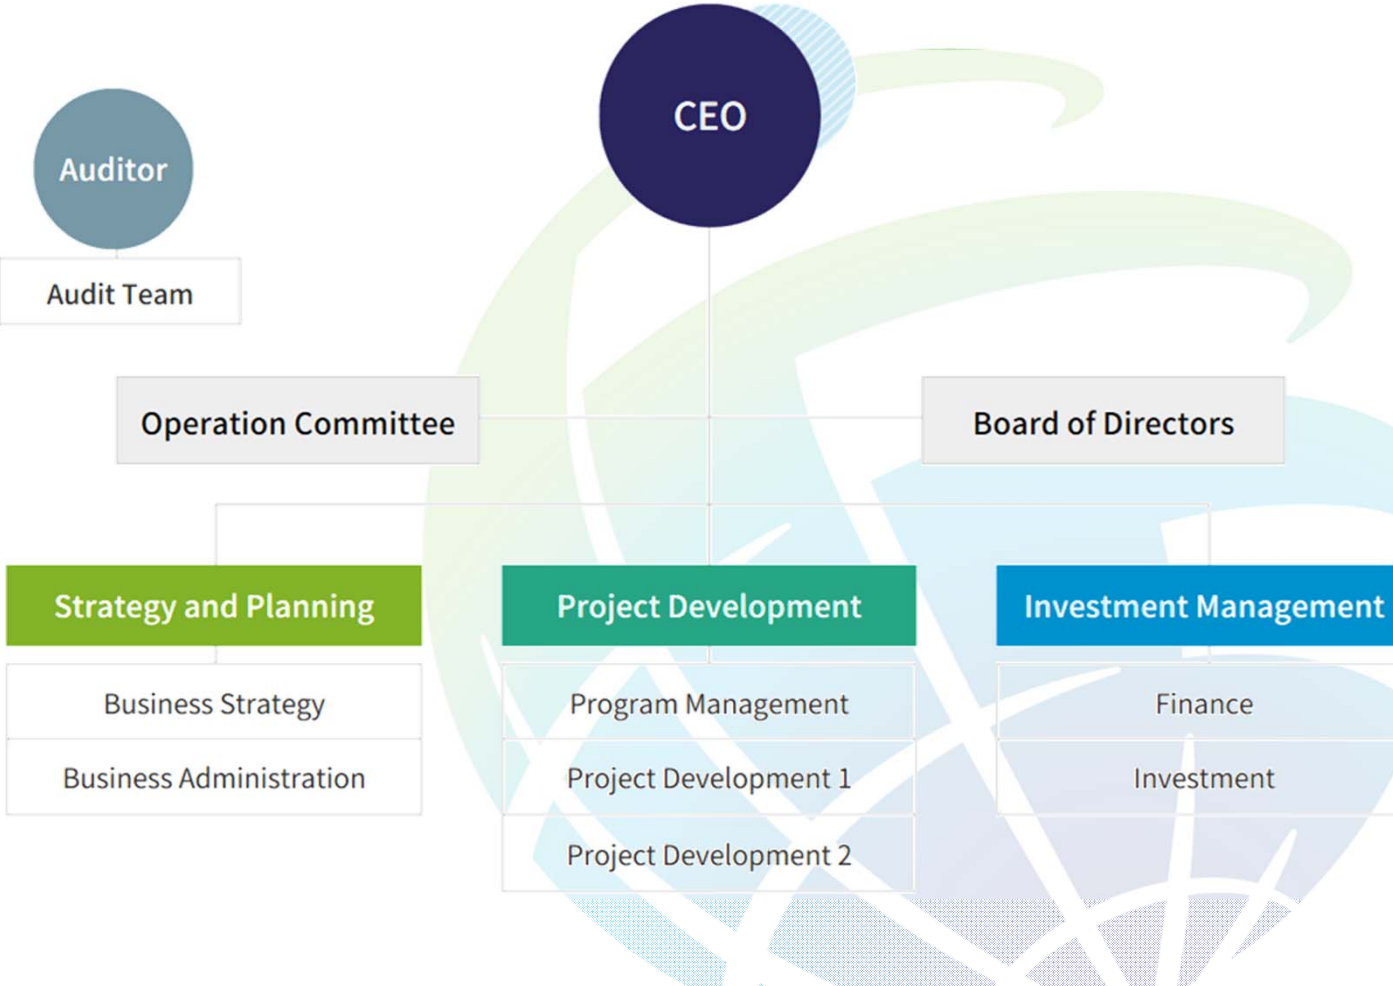 CEO
Auditor
Audit Team
Operation Committee
Board of Directors
Strategy and Planning
Business Strategy
Business Administration
Project Development
Program Management
Project Development 1
Project Development 2
Investment Management
Finance
Investment